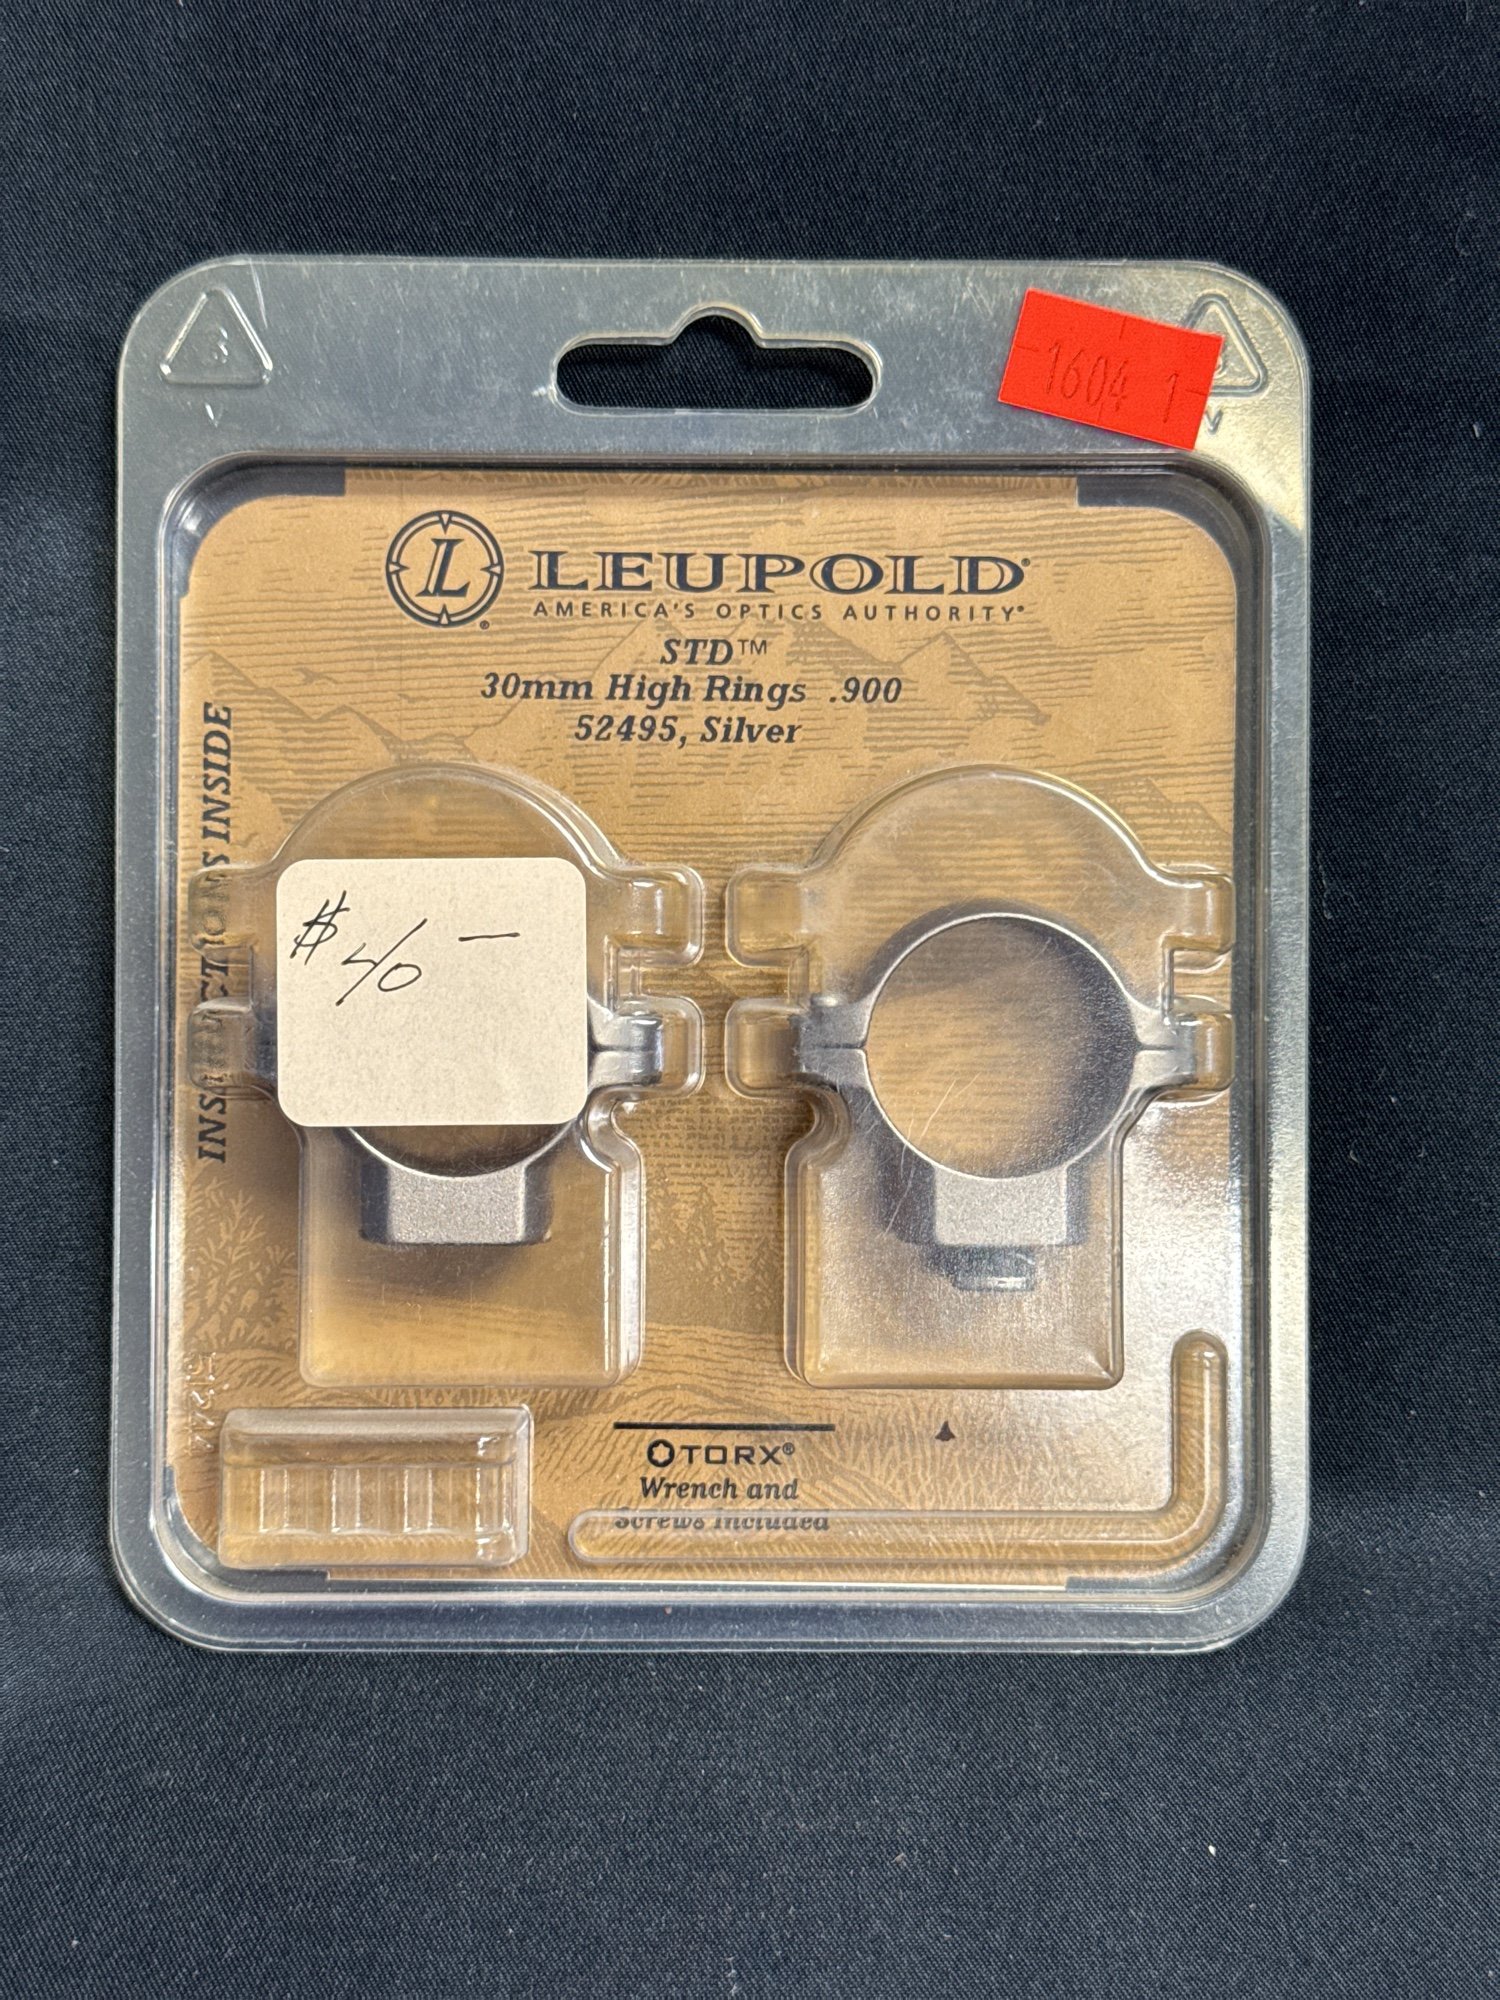 1604 1
L LEUPOLD®
®
AMERICA'S OPTICS AUTHORITY®
STD™
30mm High Rings .900
52495, Silver
INSTRUCTIONS INSIDE
$40—
TORX®
Wrench and
Screws Included